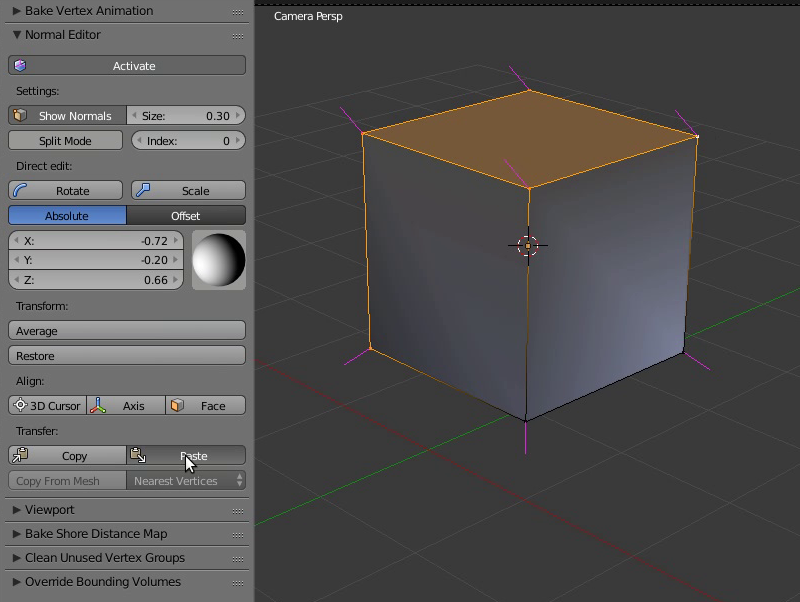 Bake Vertex Animation
Camera Persp
Normal Editor
Activate
Settings:
Show Normals Size: 0.30
Split Mode Index: 0
Direct edit:
Rotate Scale
Absolute Offset
X: -0.72
Y: -0.20
Z: 0.66
Transform:
Average
Restore
Align:
3D Cursor Axis Face
Transfer:
Copy Paste
Copy From Mesh Nearest Vertices
Viewport
Bake Shore Distance Map
Clean Unused Vertex Groups
Override Bounding Volumes